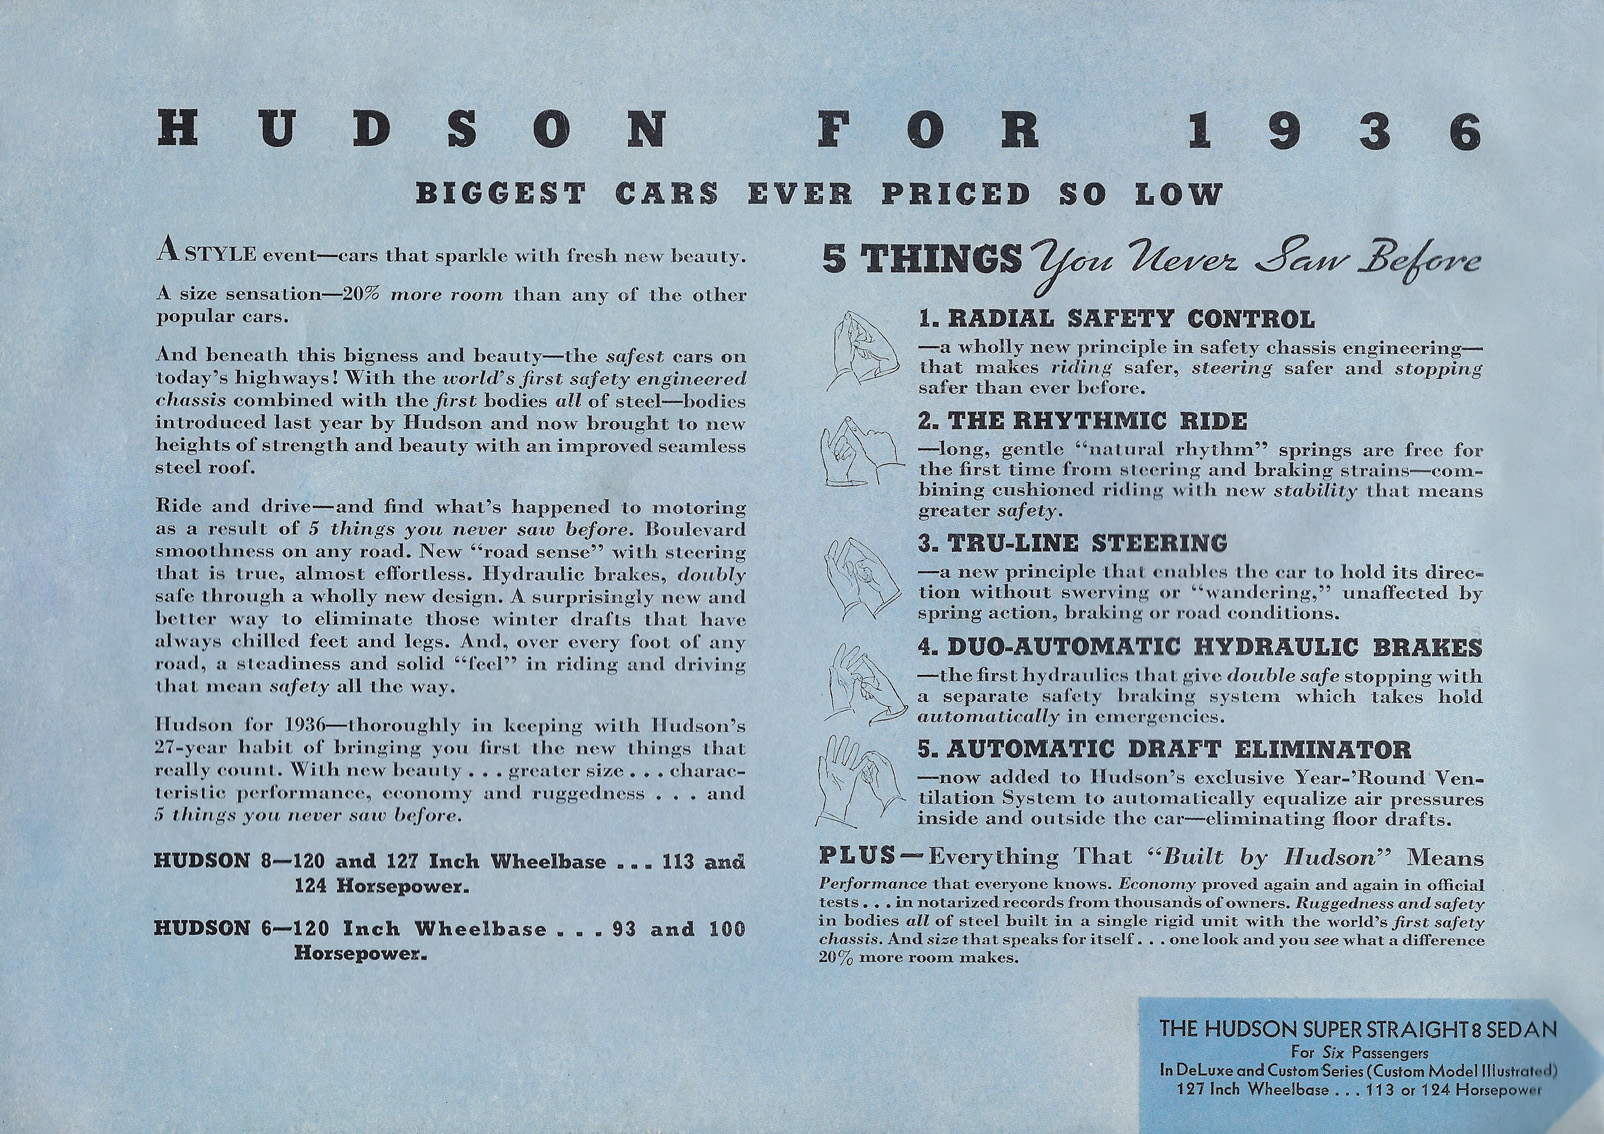 HUDSON FOR 1936
BIGGEST CARS EVER PRICED SO LOW
A STYLE event—cars that sparkle with fresh new beauty.
A size sensation—20% more room than any of the other
popular cars.
And beneath this bigness and beauty—the safest cars on
today's highways! With the world's first safety engineered
chassis combined with the first bodies all of steel—bodies
introduced last year by Hudson and now brought to new
heights of strength and beauty with an improved seamless
steel roof.
Ride and drive—and find what's happened to motoring
as a result of 5 things you never saw before. Boulevard
smoothness on any road. New “road sense” with steering
that is true, almost effortless. Hydraulic brakes, doubly
safe through a wholly new design. A surprisingly new and
better way to eliminate those winter drafts that have
always chilled feet and legs. And, over every foot of any
road, a steadiness and solid “feel” in riding and driving
that mean safety all the way.
Hudson for 1936—thoroughly in keeping with Hudson's
27-year habit of bringing you first the new things that
really count. With new beauty . . . greater size . . . charac-
teristic performance, economy and ruggedness . . . and
5 things you never saw before.
HUDSON 8—120 and 127 Inch Wheelbase . . . 113 and
124 Horsepower.
HUDSON 6—120 Inch Wheelbase . . . 93 and 100
Horsepower.
5 THINGS You Never Saw Before
1. RADIAL SAFETY CONTROL
—a wholly new principle in safety chassis engineering—
that makes riding safer, steering safer and stopping
safer than ever before.
2. THE RHYTHMIC RIDE
—long, gentle “natural rhythm” springs are free for
the first time from steering and braking strains—com-
bining cushioned riding with new stability that means
greater safety.
3. TRU-LINE STEERING
—a new principle that enables the car to hold its direc-
tion without swerving or “wandering,” unaffected by
spring action, braking or road conditions.
4. DUO-AUTOMATIC HYDRAULIC BRAKES
—the first hydraulics that give double safe stopping with
a separate safety braking system which takes hold
automatically in emergencies.
5. AUTOMATIC DRAFT ELIMINATOR
—now added to Hudson's exclusive Year-'Round Ven-
tilation System to automatically equalize air pressures
inside and outside the car—eliminating floor drafts.
PLUS—Everything That “Built by Hudson” Means
Performance that everyone knows. Economy proved again and again in official
tests . . . in notarized records from thousands of owners. Ruggedness and safety
in bodies all of steel built in a single rigid unit with the world's first safety
chassis. And size that speaks for itself . . . one look and you see what a difference
20% more room makes.
THE HUDSON SUPER STRAIGHT 8 SEDAN
For Six Passengers
In DeLuxe and Custom Series (Custom Model Illustrated)
127 Inch Wheelbase . . . 113 or 124 Horsepower